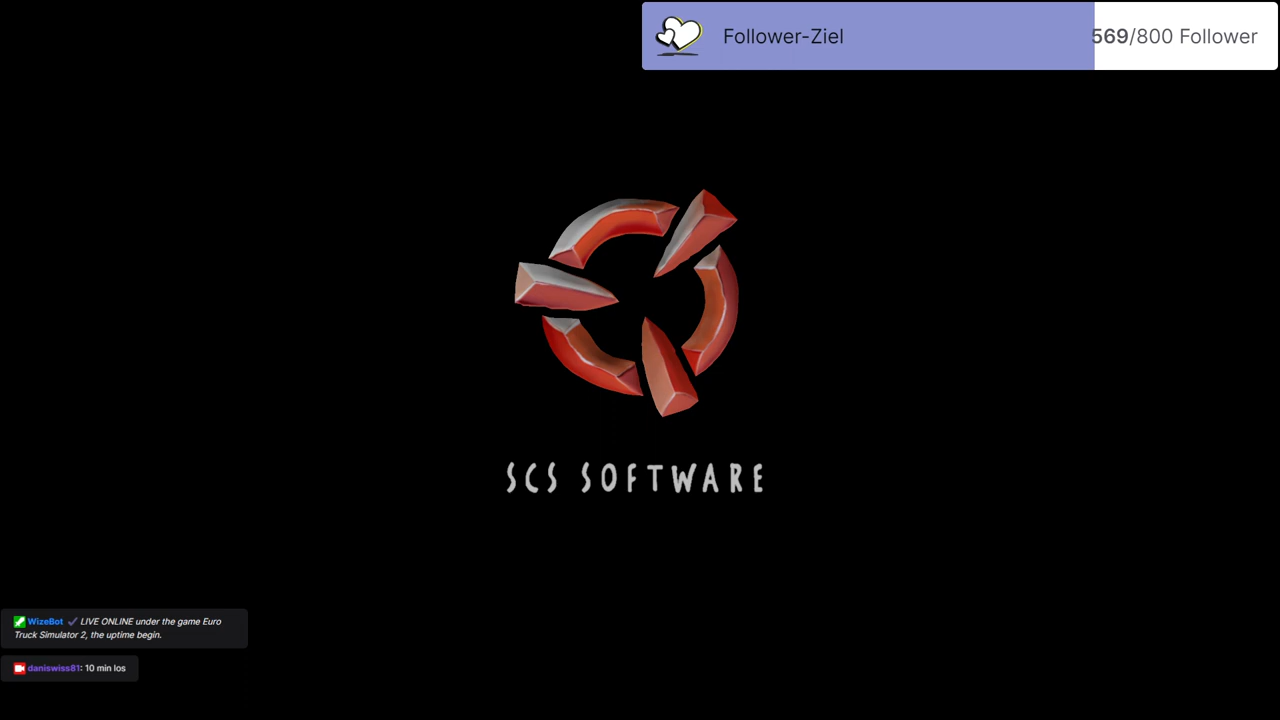 Follower-Ziel
569/800 Follower
SCS SOFTWARE
WizeBot ✔ LIVE ONLINE under the game Euro
Truck Simulator 2, the uptime begin.
daniswiss81: 10 min los